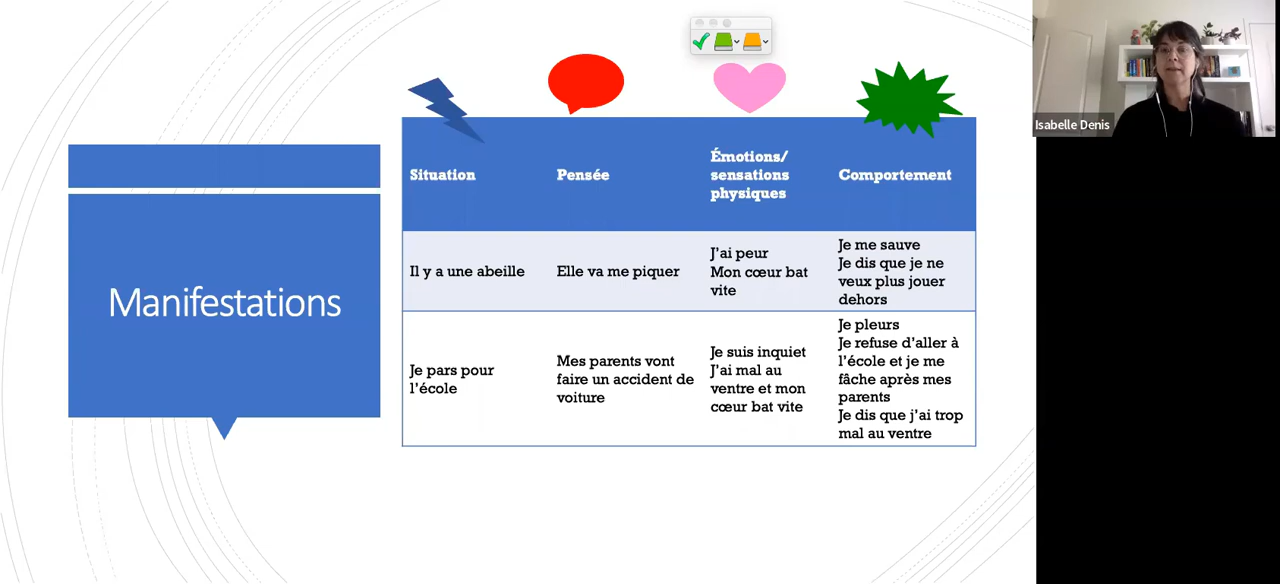 Manifestations
Situation
Pensée
Émotions/
sensations
physiques
Comportement
Il y a une abeille
Elle va me piquer
J'ai peur
Mon cœur bat
vite
Je me sauve
Je dis que je ne
veux plus jouer
dehors
Je pars pour
l'école
Mes parents vont
faire un accident de
voiture
Je suis inquiet
J'ai mal au
ventre et mon
cœur bat vite
Je pleurs
Je refuse d'aller à
l'école et je me
fâche après mes
parents
Je dis que j'ai trop
mal au ventre
Isabelle Denis